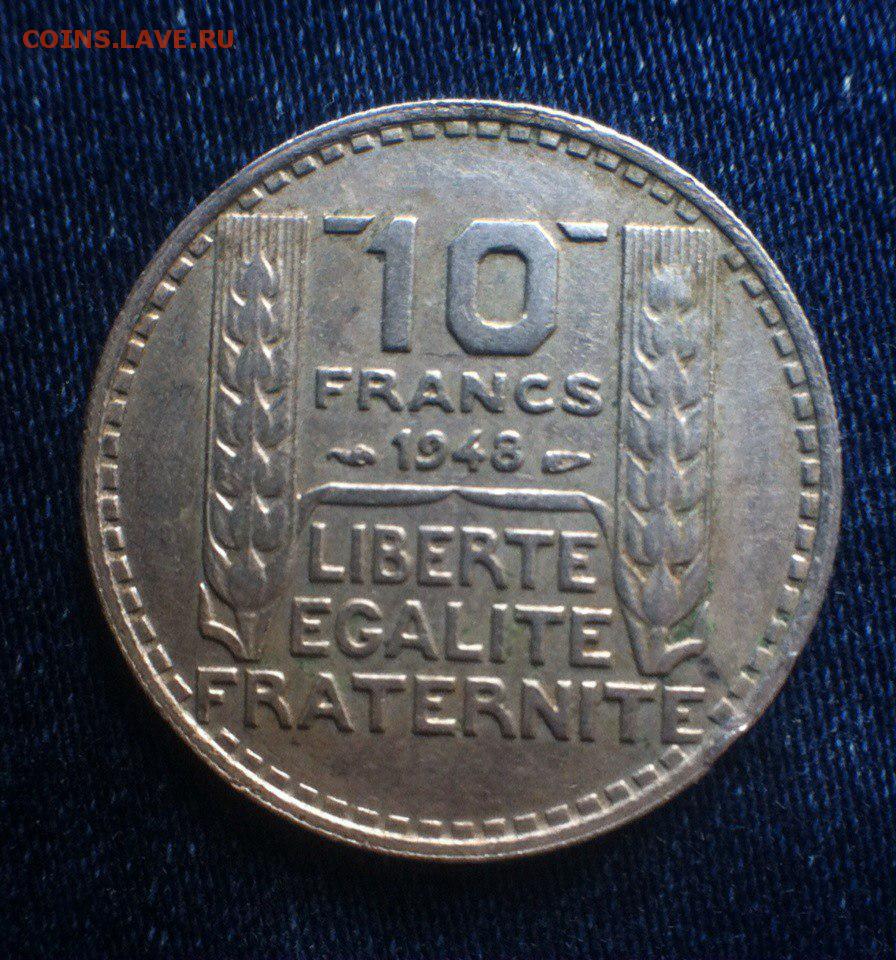 COINS.LAVE.RU
10
FRANCS
1948
LIBERTE
EGALITE
FRATERNITE